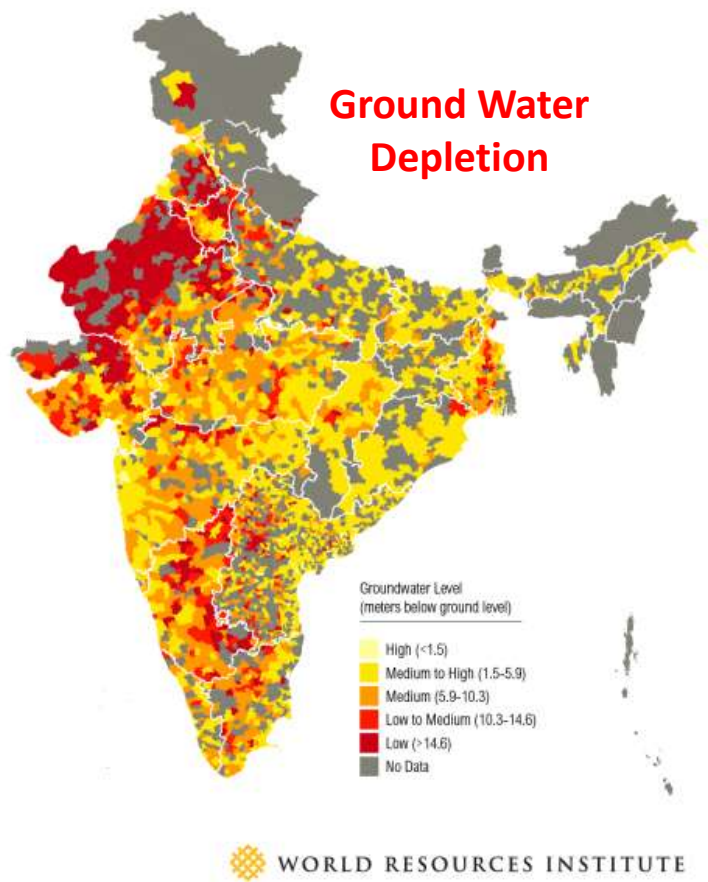 Ground Water
Depletion
Groundwater Level
(meters below ground level)
High (<1.5)
Medium to High (1.5-5.9)
Medium (5.9-10.3)
Low to Medium (10.3-14.6)
Low (>14.6)
No Data
WORLD RESOURCES INSTITUTE